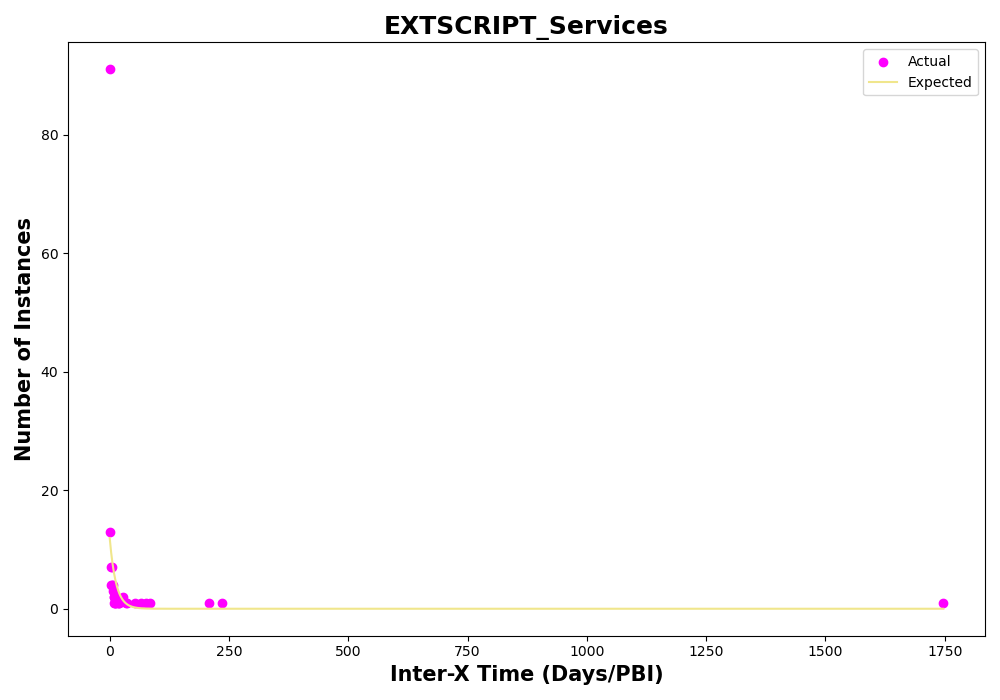 EXTSCRIPT_Services
Actual
Expected
Number of Instances
80
60
40
20
0
0 250 500 750 1000 1250 1500 1750
Inter-X Time (Days/PBI)